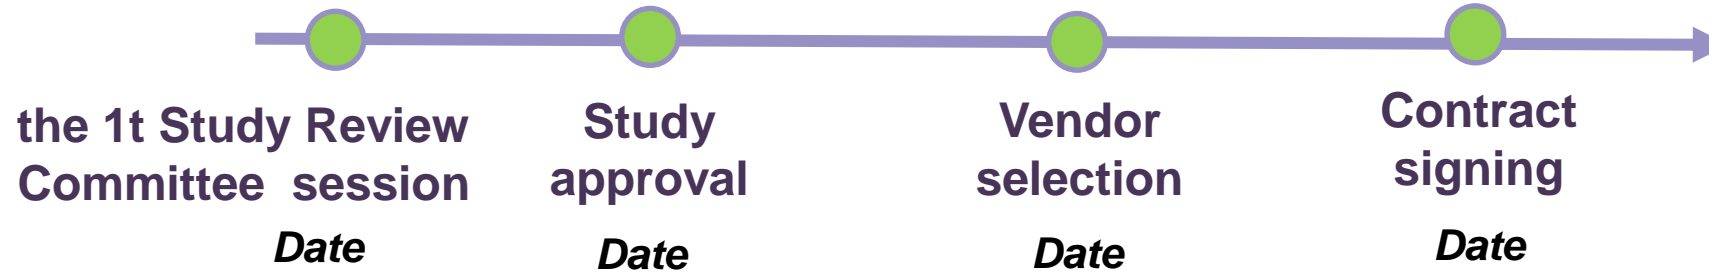 the 1t Study Review
Committee  session
Date
Study
approval
Date
Vendor
selection
Date
Contract
signing
Date